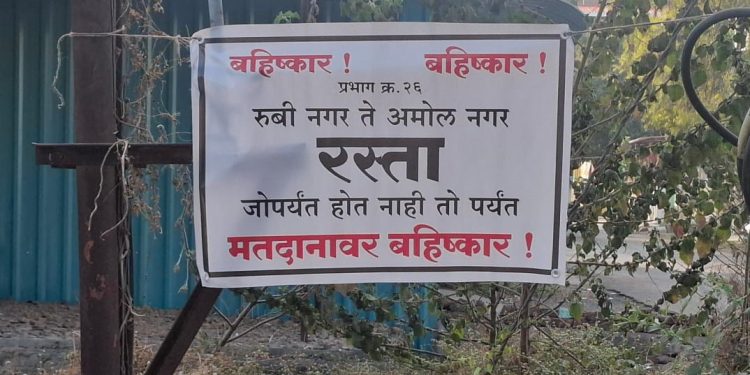 बहिष्कार ! बहिष्कार !
प्रभाग क्र.२६
रुबी नगर ते अमोल नगर
रस्ता
जोपर्यंत होत नाही तो पर्यंत
मतदानावर बहिष्कार !